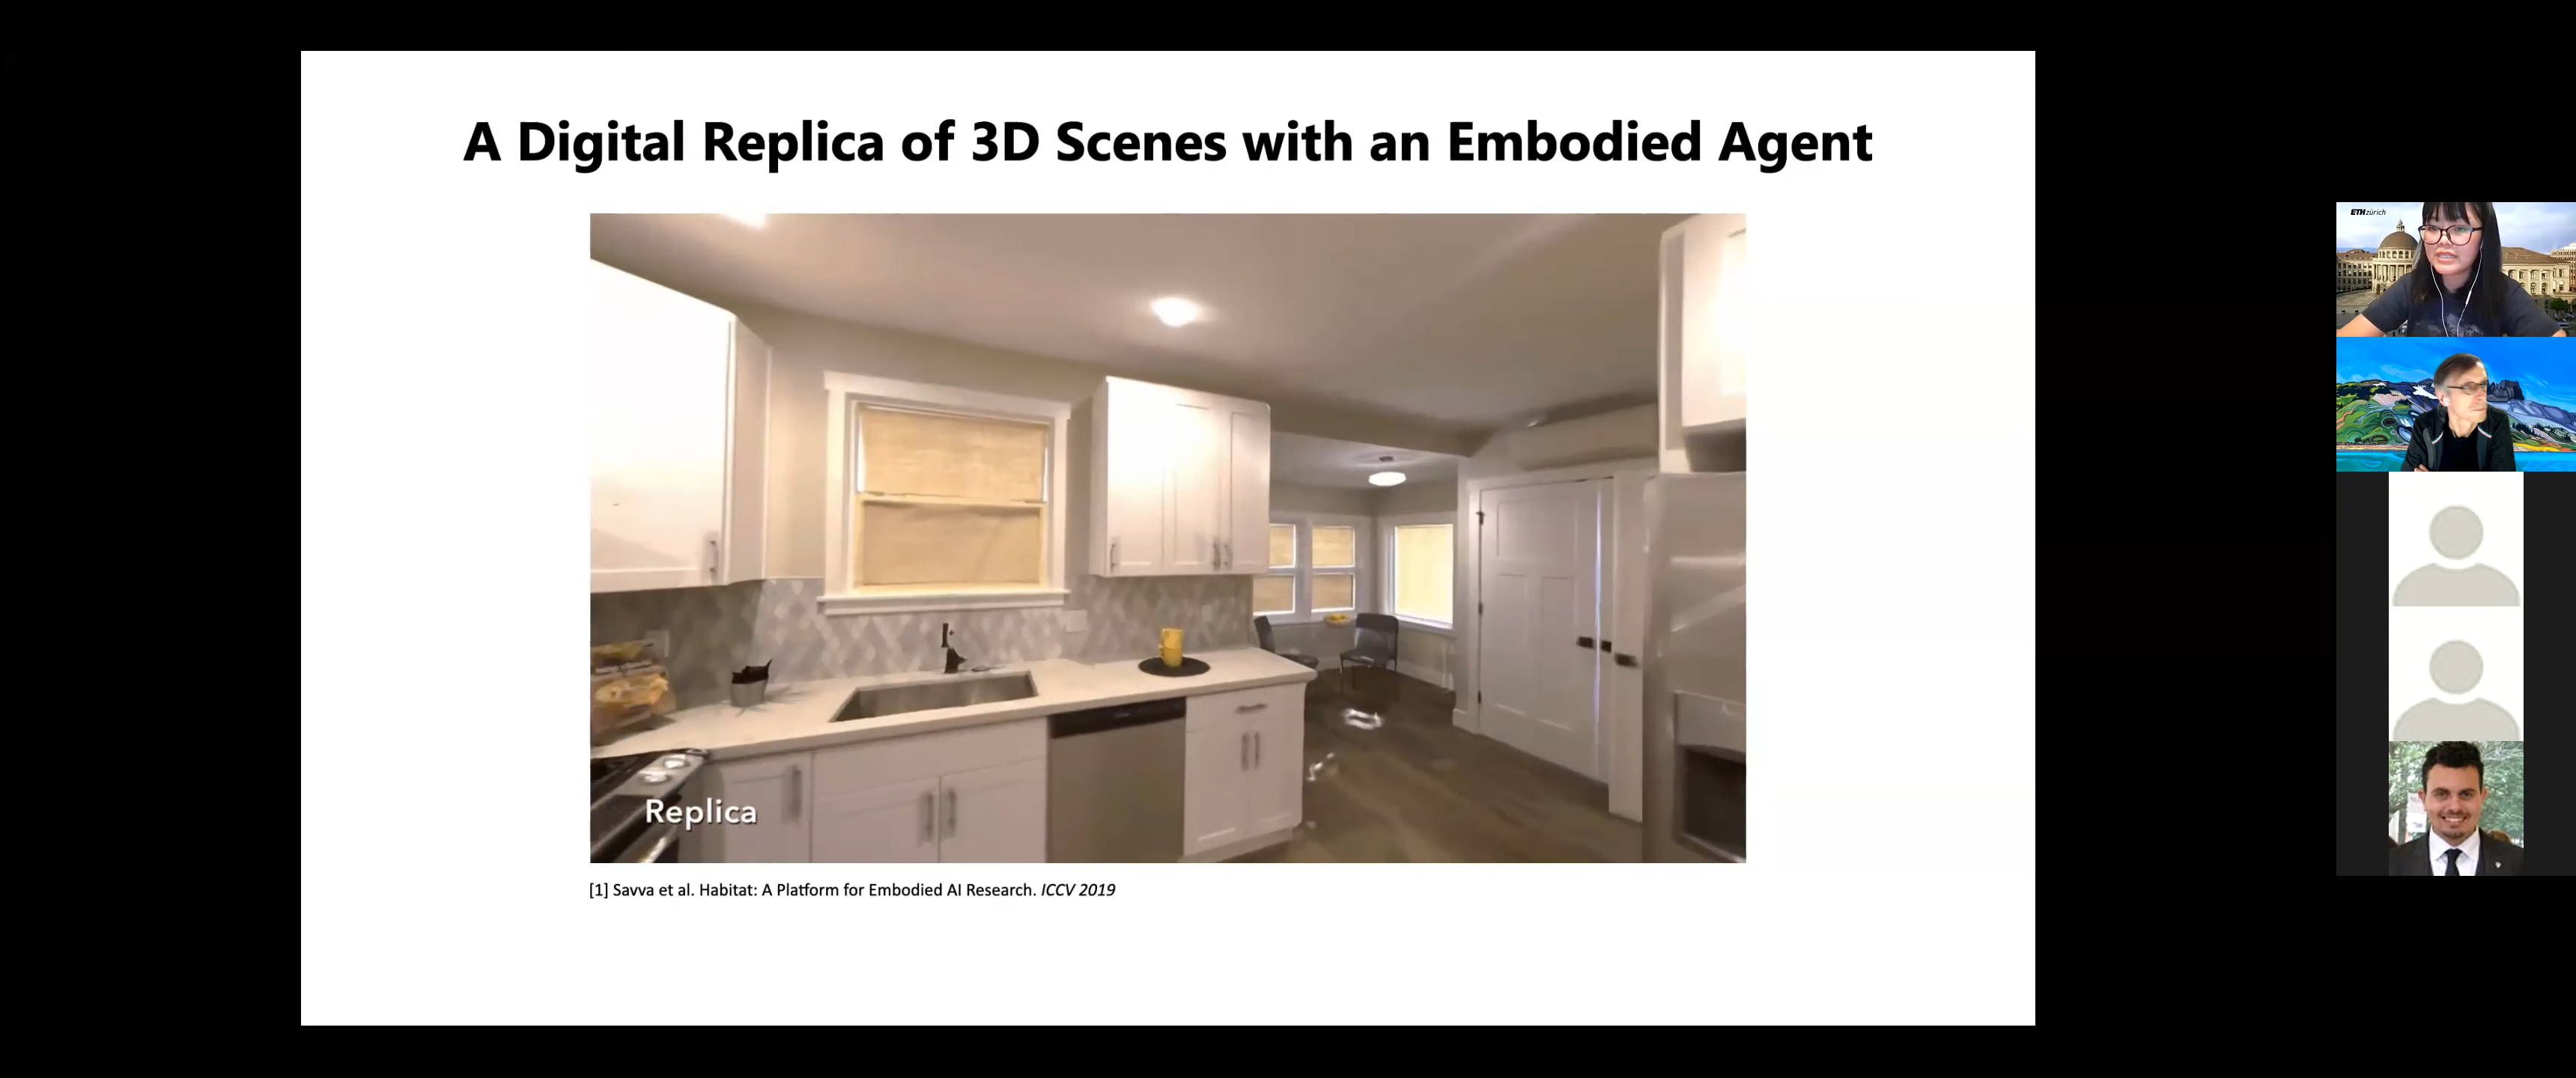 A Digital Replica of 3D Scenes with an Embodied Agent
Replica
[1] Savva et al. Habitat: A Platform for Embodied AI Research. ICCV 2019
ETH zürich